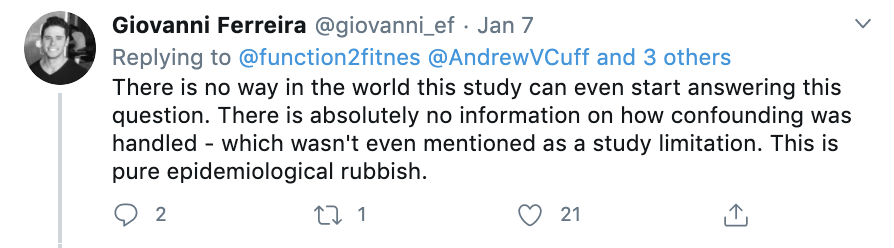 Giovanni Ferreira @giovanni_ef · Jan 7
Replying to @function2fitnes @AndrewVCuff and 3 others
There is no way in the world this study can even start answering this
question. There is absolutely no information on how confounding was
handled - which wasn't even mentioned as a study limitation. This is
pure epidemiological rubbish.
2 1 21